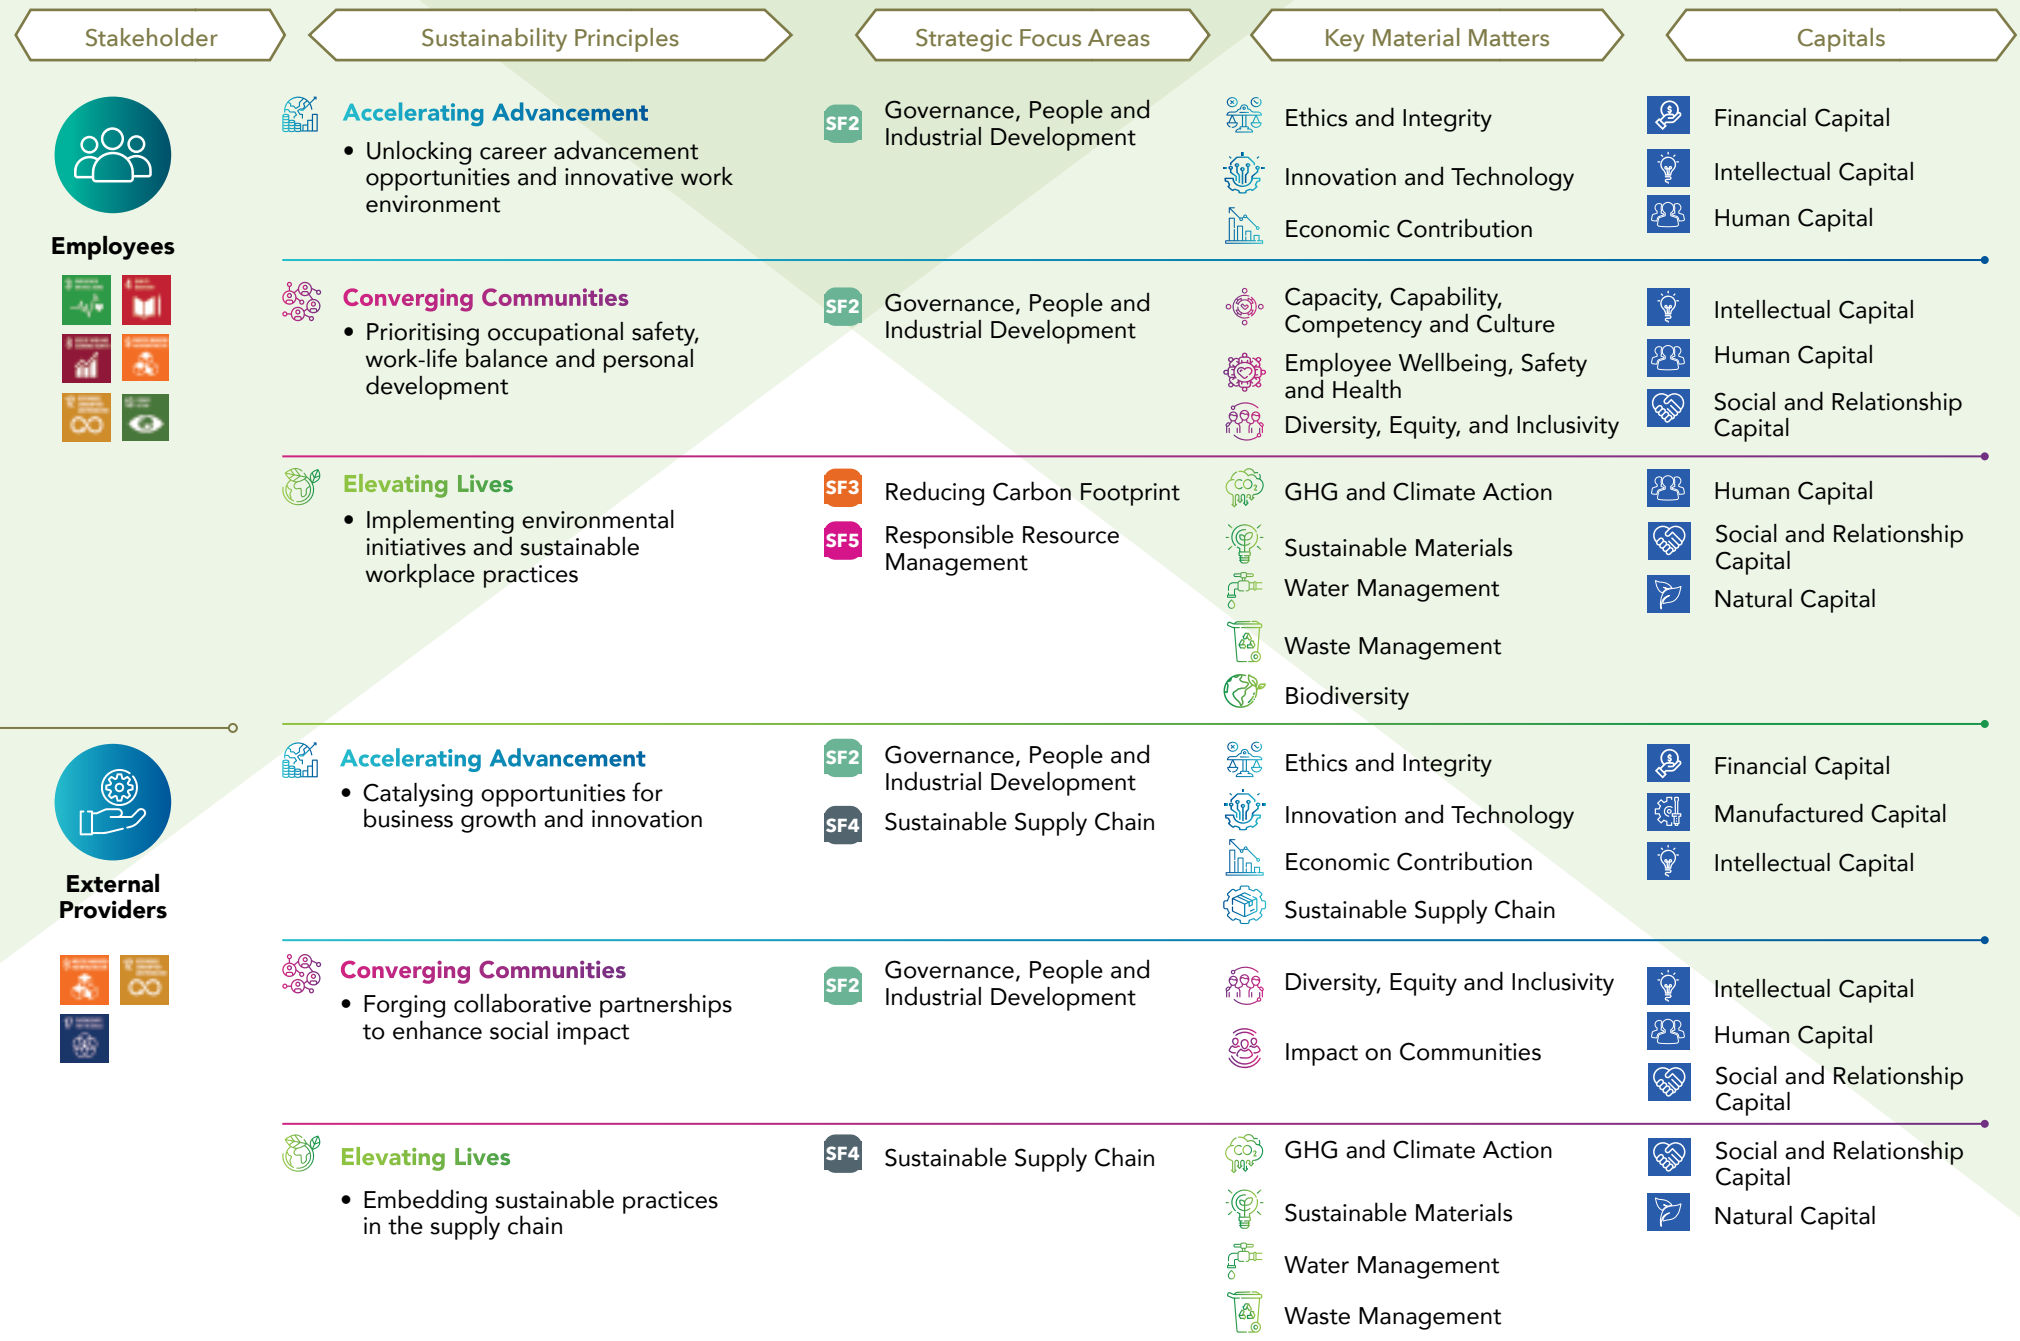 Stakeholder
Sustainability Principles
Strategic Focus Areas
Key Material Matters
Capitals
Employees
Accelerating Advancement
• Unlocking career advancement
opportunities and innovative work
environment
SF2
Governance, People and
Industrial Development
Ethics and Integrity
Innovation and Technology
Economic Contribution
Financial Capital
Intellectual Capital
Human Capital
Converging Communities
• Prioritising occupational safety,
work-life balance and personal
development
SF2
Governance, People and
Industrial Development
Capacity, Capability,
Competency and Culture
Employee Wellbeing, Safety
and Health
Diversity, Equity, and Inclusivity
Intellectual Capital
Human Capital
Social and Relationship
Capital
Elevating Lives
• Implementing environmental
initiatives and sustainable
workplace practices
SF3
Reducing Carbon Footprint
SF5
Responsible Resource
Management
CO2
GHG and Climate Action
Sustainable Materials
Water Management
Waste Management
Biodiversity
Human Capital
Social and Relationship
Capital
Natural Capital
External
Providers
Accelerating Advancement
• Catalysing opportunities for
business growth and innovation
SF2
Governance, People and
Industrial Development
SF4
Sustainable Supply Chain
Ethics and Integrity
Innovation and Technology
Economic Contribution
Sustainable Supply Chain
Financial Capital
Manufactured Capital
Intellectual Capital
Converging Communities
• Forging collaborative partnerships
to enhance social impact
SF2
Governance, People and
Industrial Development
Diversity, Equity and Inclusivity
Impact on Communities
Intellectual Capital
Human Capital
Social and Relationship
Capital
Elevating Lives
• Embedding sustainable practices
in the supply chain
SF4
Sustainable Supply Chain
CO2
GHG and Climate Action
Sustainable Materials
Water Management
Waste Management
Social and Relationship
Capital
Natural Capital